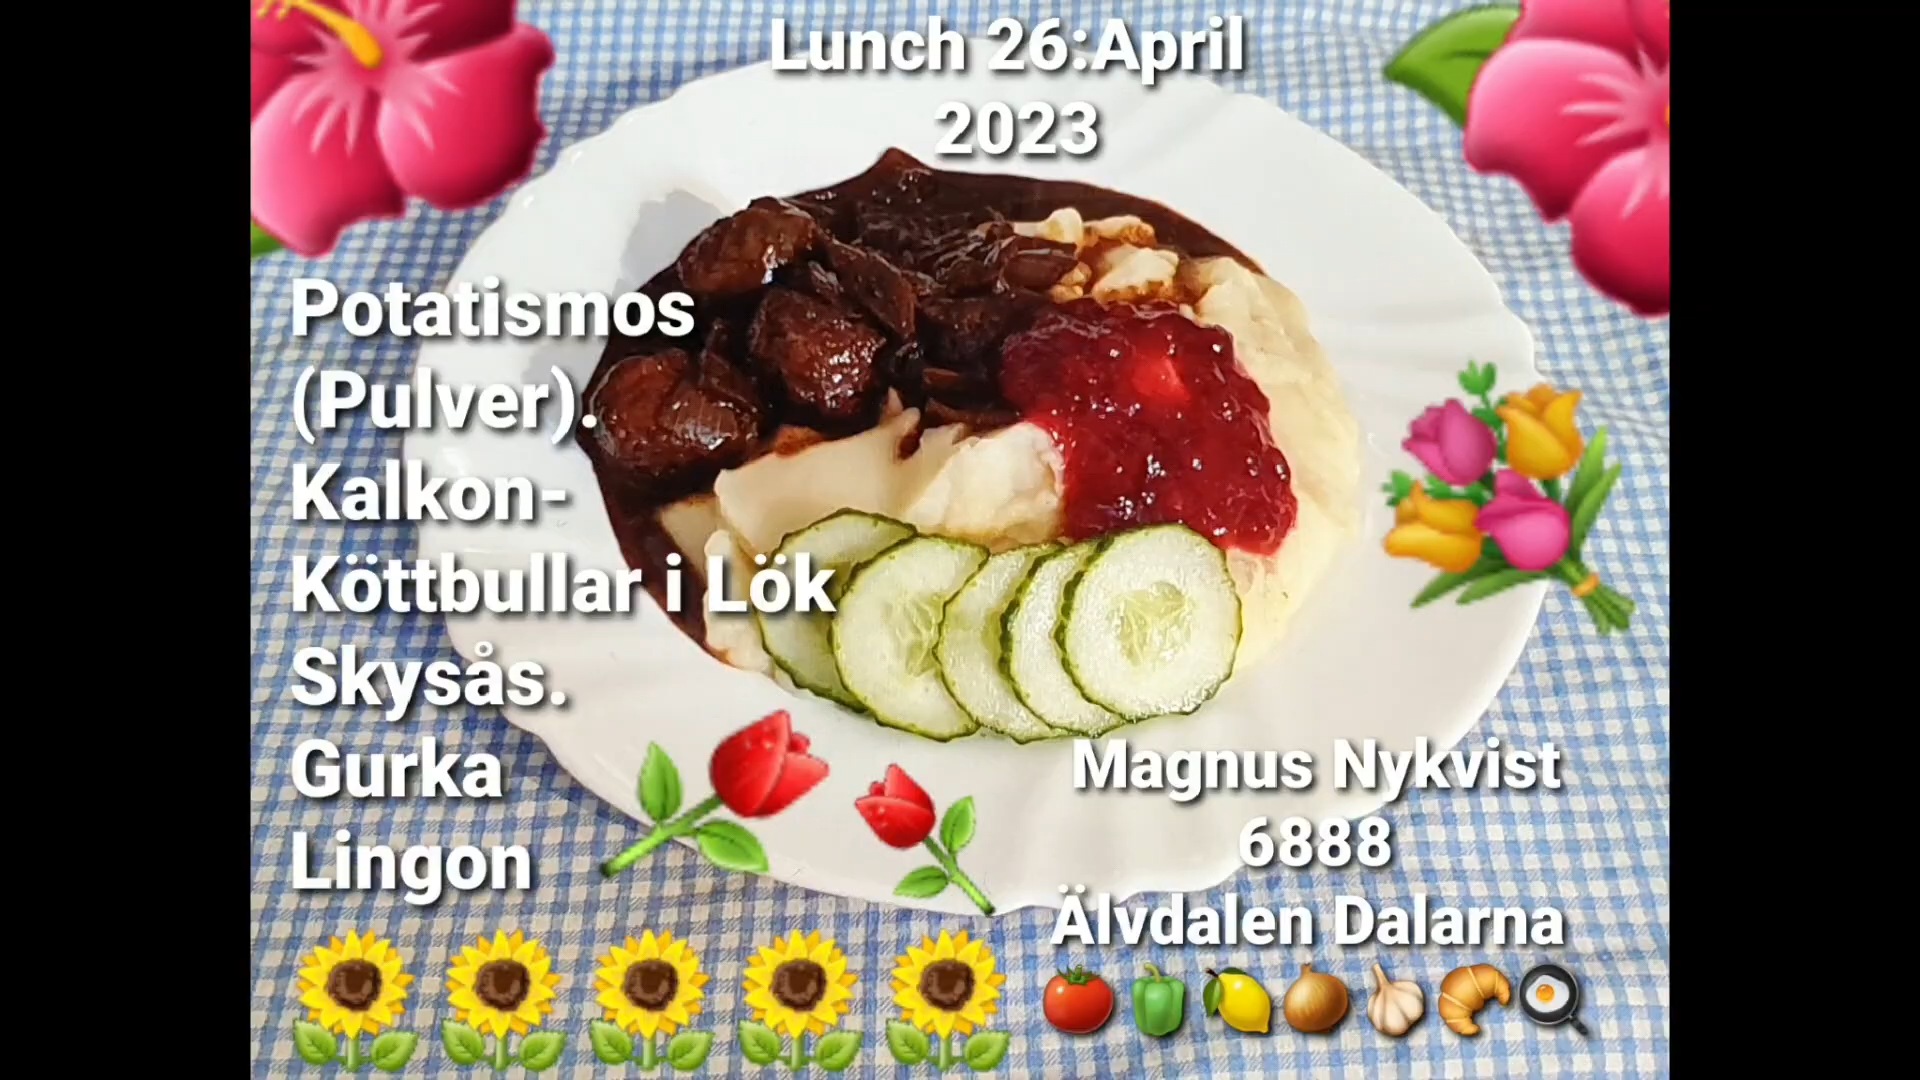 Lunch 26:April
2023
Potatismos
(Pulver).
Kalkon-
Köttbullar i Lök
Skysås.
Gurka
Lingon
Magnus Nykvist
6888
Älvdalen Dalarna